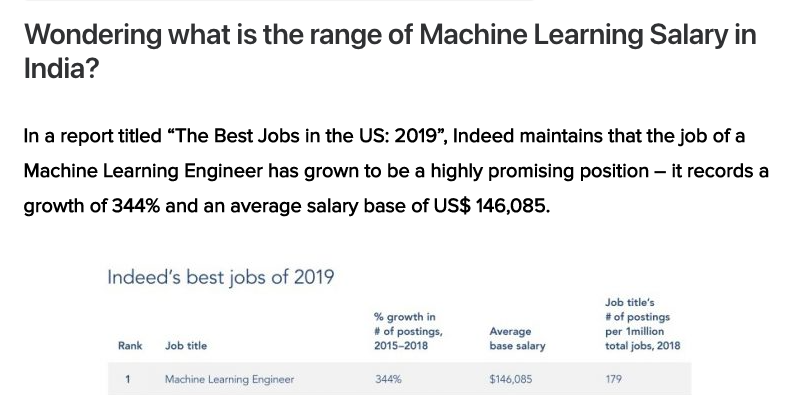 Wondering what is the range of Machine Learning Salary in
India?
In a report titled “The Best Jobs in the US: 2019”, Indeed maintains that the job of a
Machine Learning Engineer has grown to be a highly promising position – it records a
growth of 344% and an average salary base of US$ 146,085.
Indeed's best jobs of 2019
Rank
Job title
% growth in
# of postings,
2015–2018
Average
base salary
Job title's
# of postings
per 1million
total jobs, 2018
1 Machine Learning Engineer 344% $146,085 179